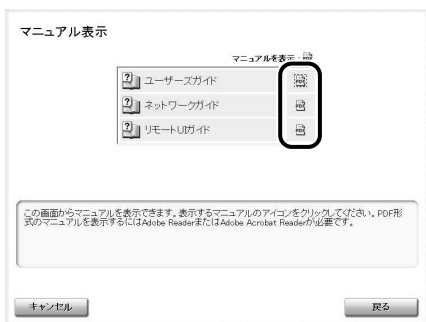 マニュアル表示
マニュアルを表示 : PDF
ユーザーズガイド PDF
ネットワークガイド PDF
リモートUIガイド PDF
この画面からマニュアルを表示できます。表示するマニュアルのアイコンをクリックしてください。PDF形
式のマニュアルを表示するにはAdobe ReaderまたはAdobe Acrobat Readerが必要です。
キャンセル 戻る